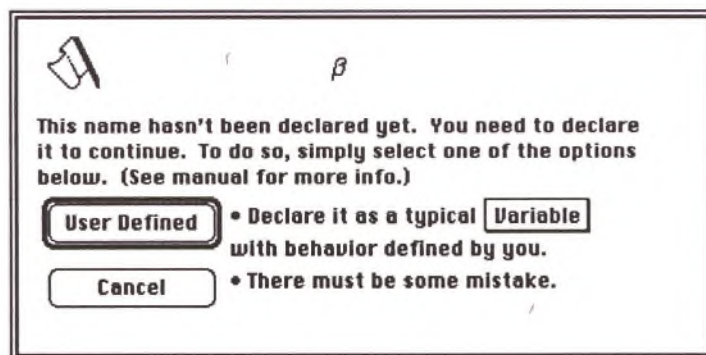 β
This name hasn't been declared yet. You need to declare
it to continue. To do so, simply select one of the options
below. (See manual for more info.)
User Defined • Declare it as a typical Variable
with behavior defined by you.
Cancel • There must be some mistake.